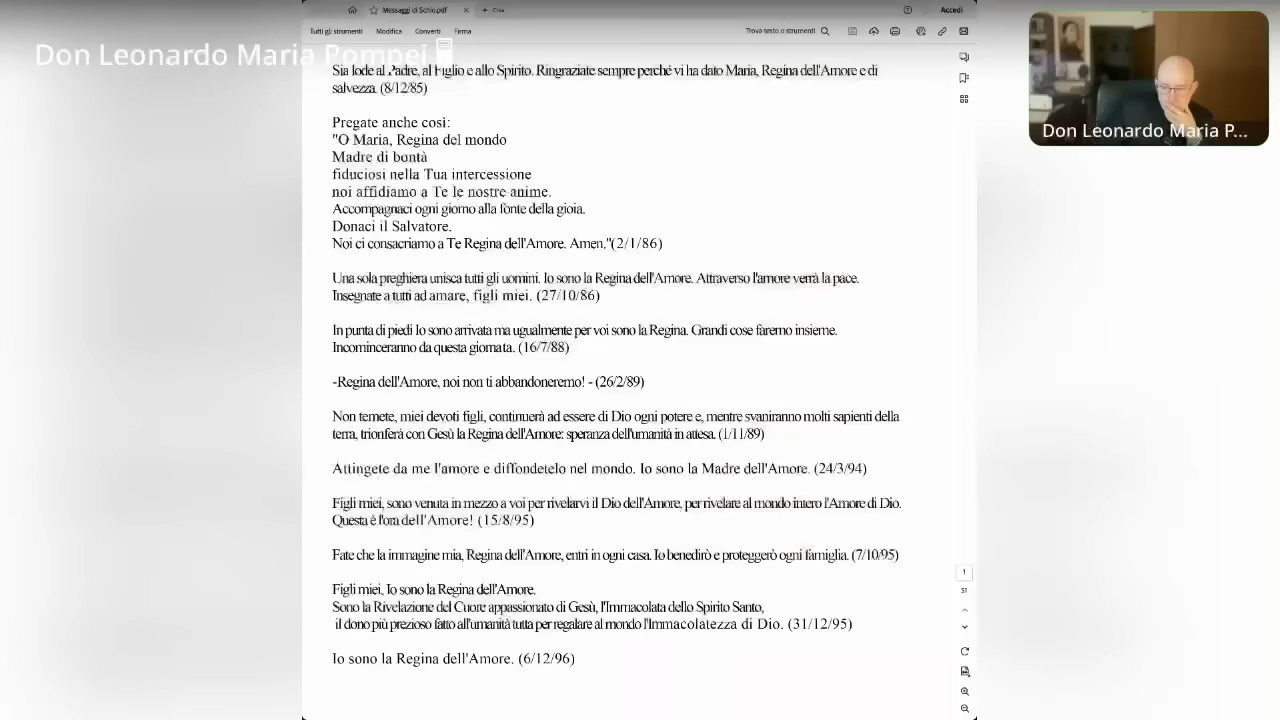 Messaggi di Schio.pdf
Crea
Accedi
Tutti gli strumenti Modifica Converti Firma
Trova testo o strumenti
Don Leonardo Maria Pompei
Don Leonardo Maria P...
Sia lode al Padre, al Figlio e allo Spirito. Ringraziate sempre perché vi ha dato Maria, Regina dell'Amore e di
salvezza. (8/12/85)
Pregate anche così:
"O Maria, Regina del mondo
Madre di bontà
fiduciosi nella Tua intercessione
noi affidiamo a Te le nostre anime.
Accompagnaci ogni giorno alla fonte della gioia.
Donaci il Salvatore.
Noi ci consacriamo a Te Regina dell'Amore. Amen."(2/1/86)
Una sola preghiera unisca tutti gli uomini. Io sono la Regina dell'Amore. Attraverso l'amore verrà la pace.
Insegnate a tutti ad amare, figli miei. (27/10/86)
In punta di piedi Io sono arrivata ma ugualmente per voi sono la Regina. Grandi cose faremo insieme.
Incominceranno da questa giornata. (16/7/88)
-Regina dell'Amore, noi non ti abbandoneremo! - (26/2/89)
Non temete, miei devoti figli, continuerà ad essere di Dio ogni potere e, mentre svaniranno molti sapienti della
terra, trionferà con Gesù la Regina dell'Amore: speranza dell'umanità in attesa. (1/11/89)
Attingete da me l'amore e diffondetelo nel mondo. Io sono la Madre dell'Amore. (24/3/94)
Figli miei, sono venuta in mezzo a voi per rivelarvi il Dio dell'Amore, per rivelare al mondo intero l'Amore di Dio.
Questa è l'ora dell'Amore! (15/8/95)
Fate che la immagine mia, Regina dell'Amore, entri in ogni casa. Io benedirò e proteggerò ogni famiglia. (7/10/95)
Figli miei, Io sono la Regina dell'Amore.
Sono la Rivelazione del Cuore appassionato di Gesù, l'Immacolata dello Spirito Santo,
il dono più prezioso fatto all'umanità tutta per regalare al mondo l'Immacolatezza di Dio. (31/12/95)
Io sono la Regina dell'Amore. (6/12/96)
1
51